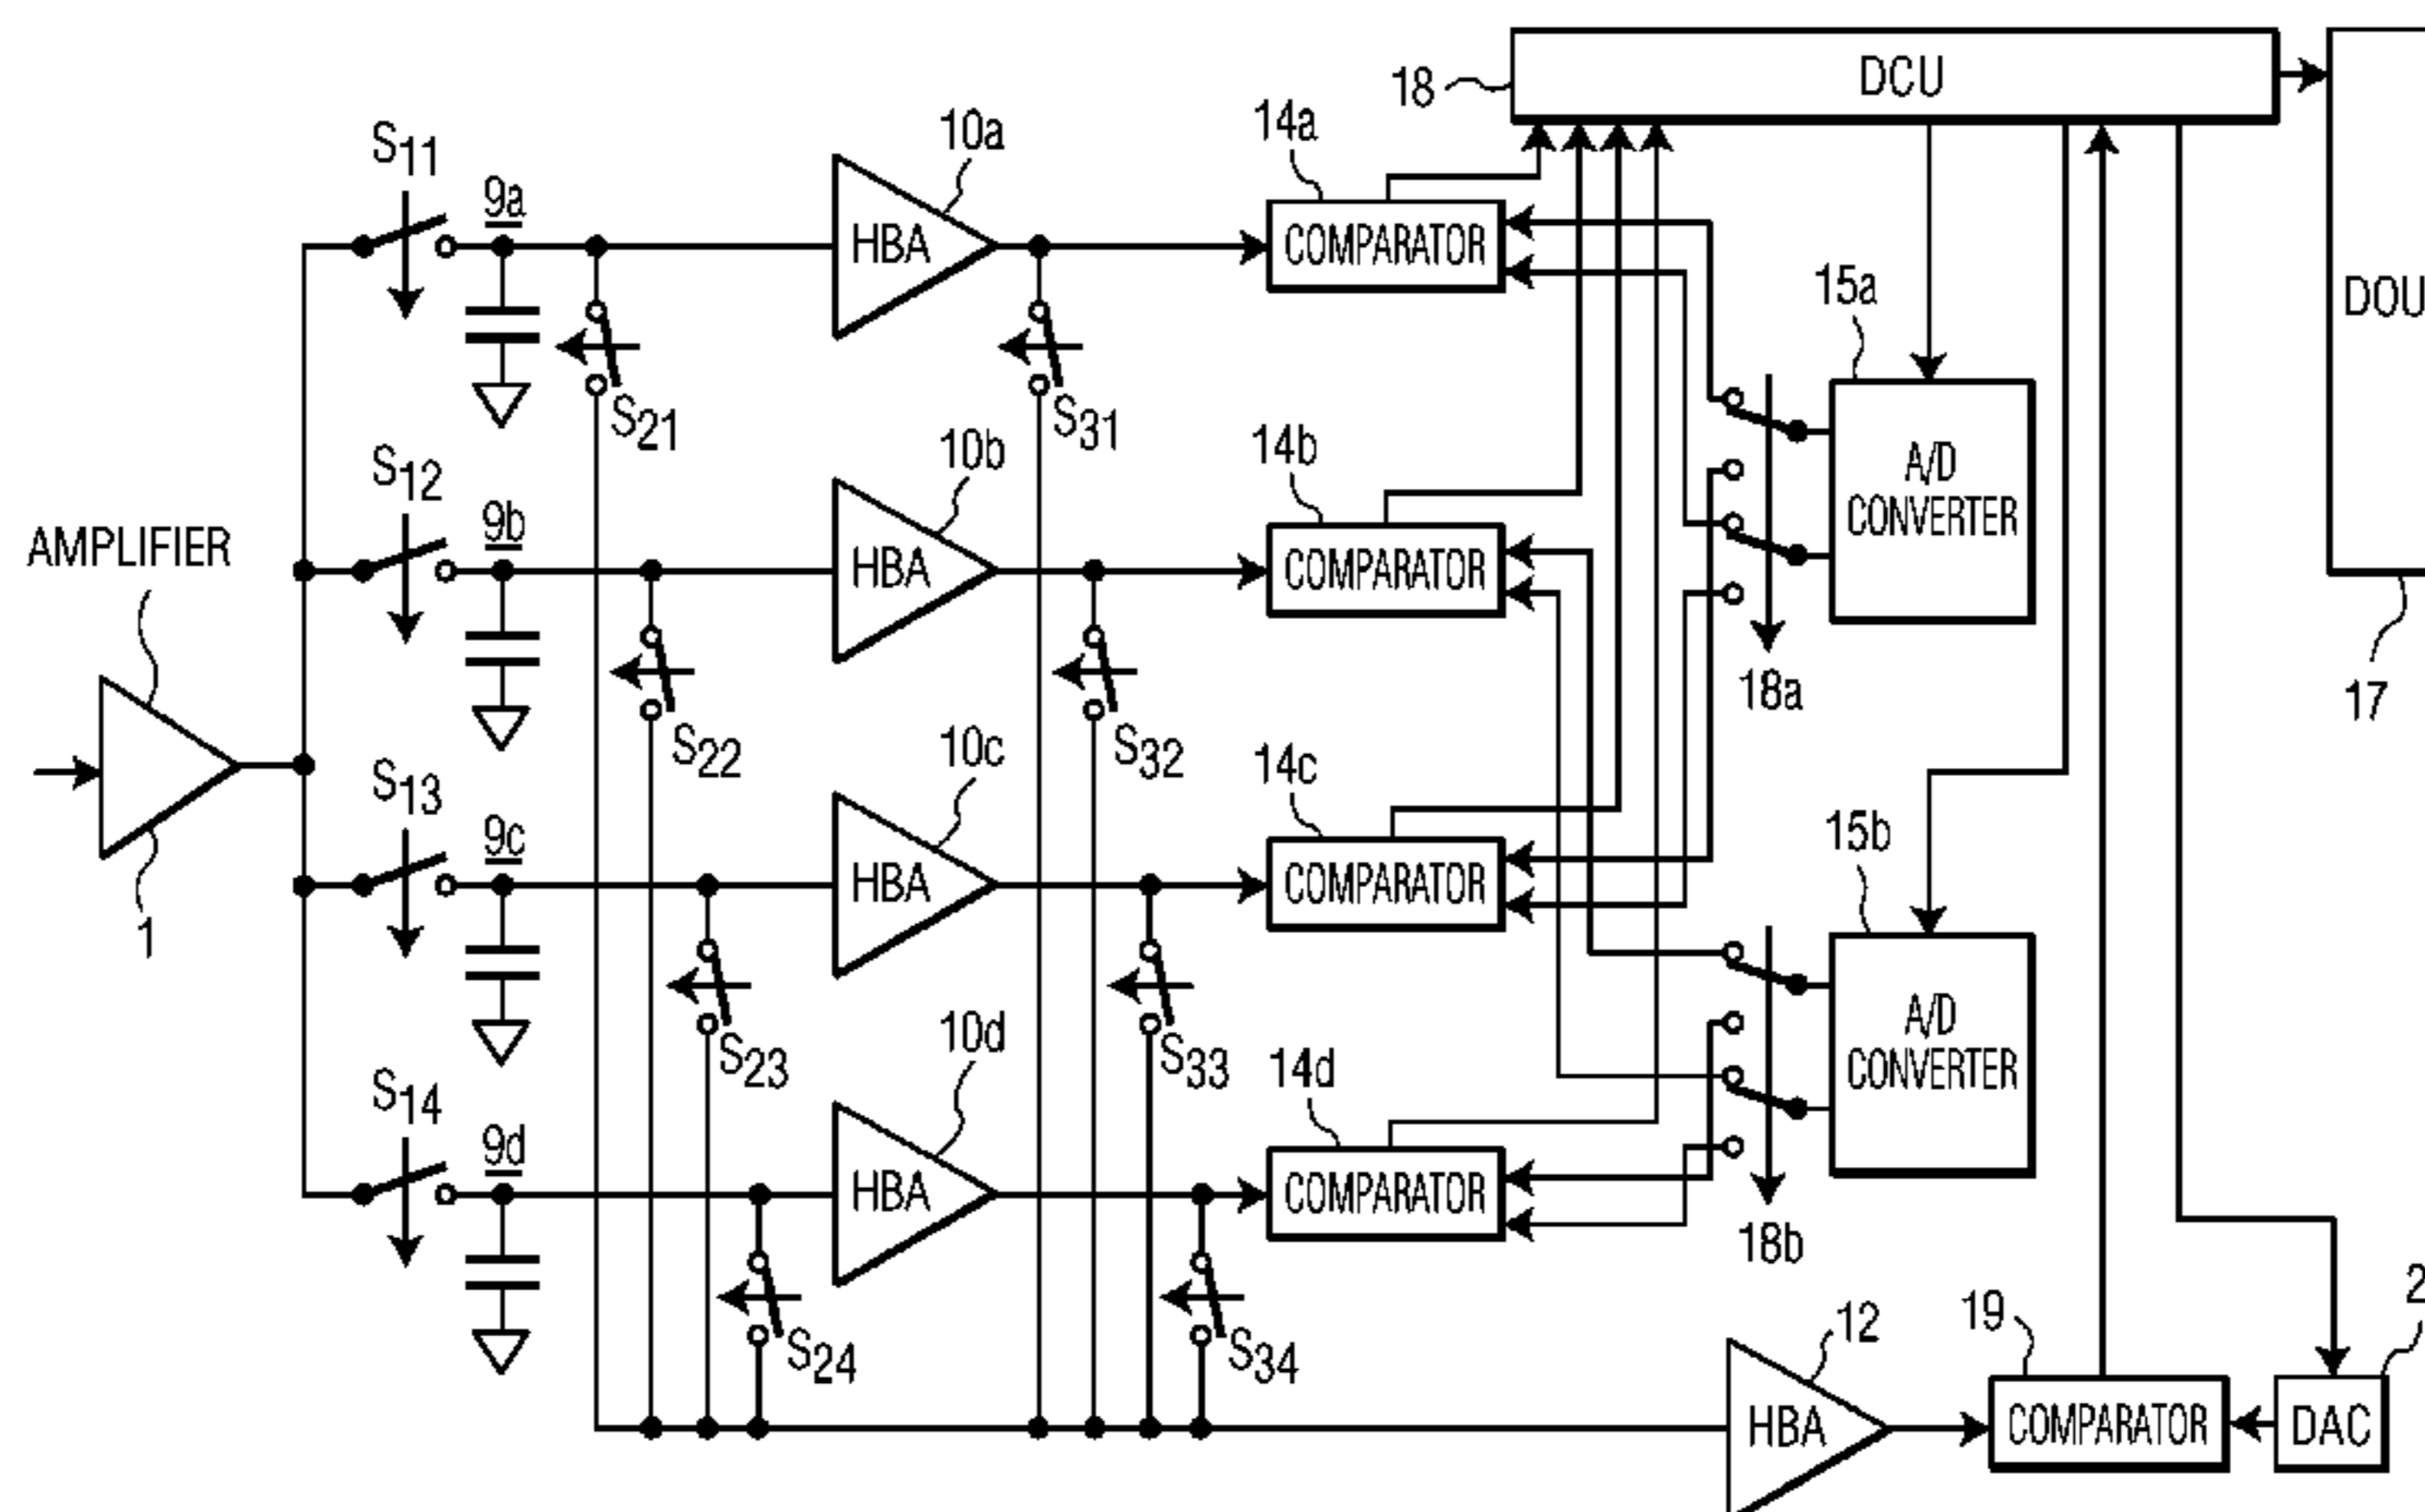 18
DCU
DOU
17
14a
10a
S11
9a
HBA
COMPARATOR
15a
S21
S31
A/D
CONVERTER
18a
S12
9b
10b
14b
HBA
COMPARATOR
AMPLIFIER
1
S22
S32
S13
9c
10c
14c
HBA
COMPARATOR
15b
S23
S33
A/D
CONVERTER
18b
S14
9d
10d
14d
HBA
COMPARATOR
S24
S34
12
HBA
19
COMPARATOR
DAC